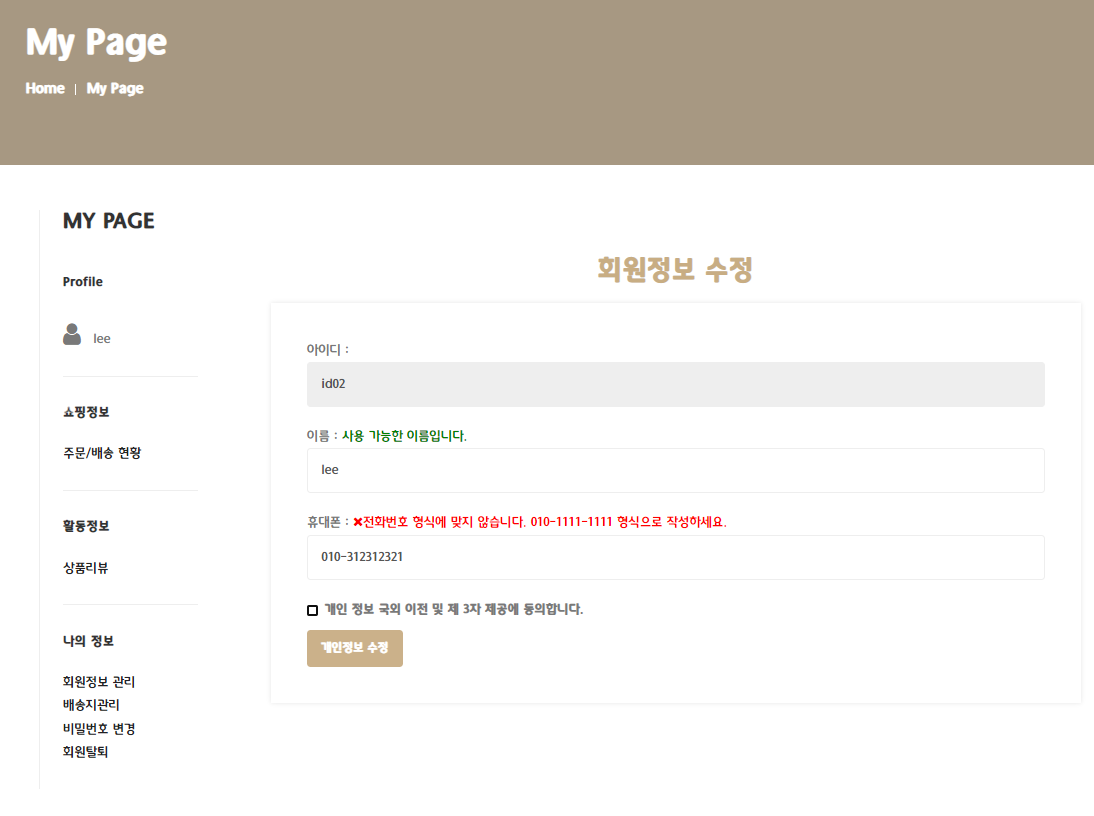 My Page
Home | My Page
MY PAGE
Profile
lee
쇼핑정보
주문/배송 현황
활동정보
상품리뷰
나의 정보
회원정보 관리
배송지관리
비밀번호 변경
회원탈퇴
회원정보 수정
아이디 :
id02
이름 : 사용 가능한 이름입니다.
lee
휴대폰 : ✖전화번호 형식에 맞지 않습니다. 010-1111-1111 형식으로 작성하세요.
010-312312321
개인 정보 국외 이전 및 제 3자 제공에 동의합니다.
개인정보 수정